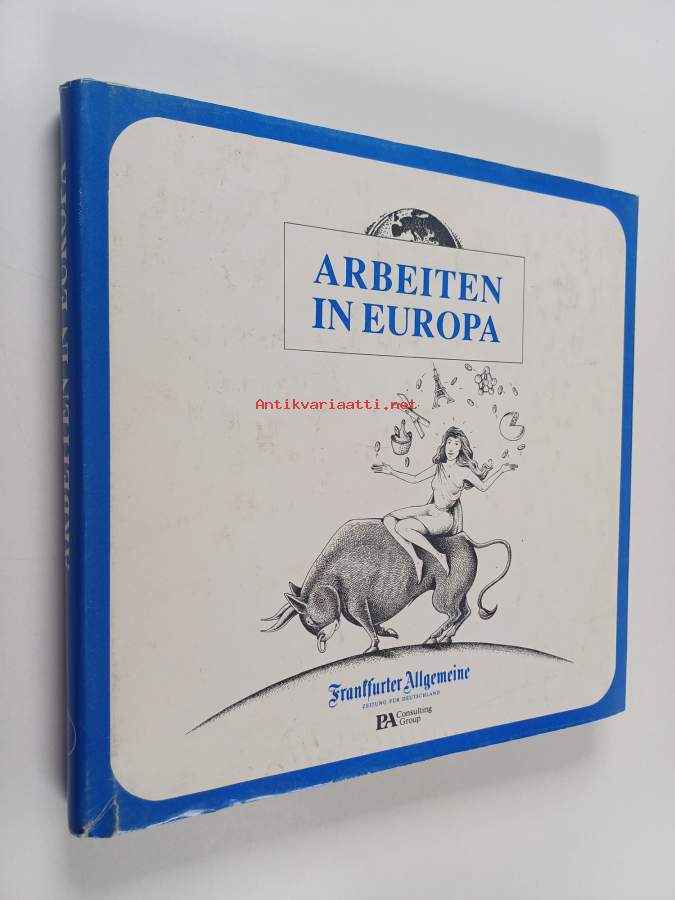 ARBEITEN IN EUROPA
ARBEITEN
IN EUROPA
Antikvariaatti.net
Frankfurter Allgemeine
ZEITUNG FÜR DEUTSCHLAND
PA Consulting
Group